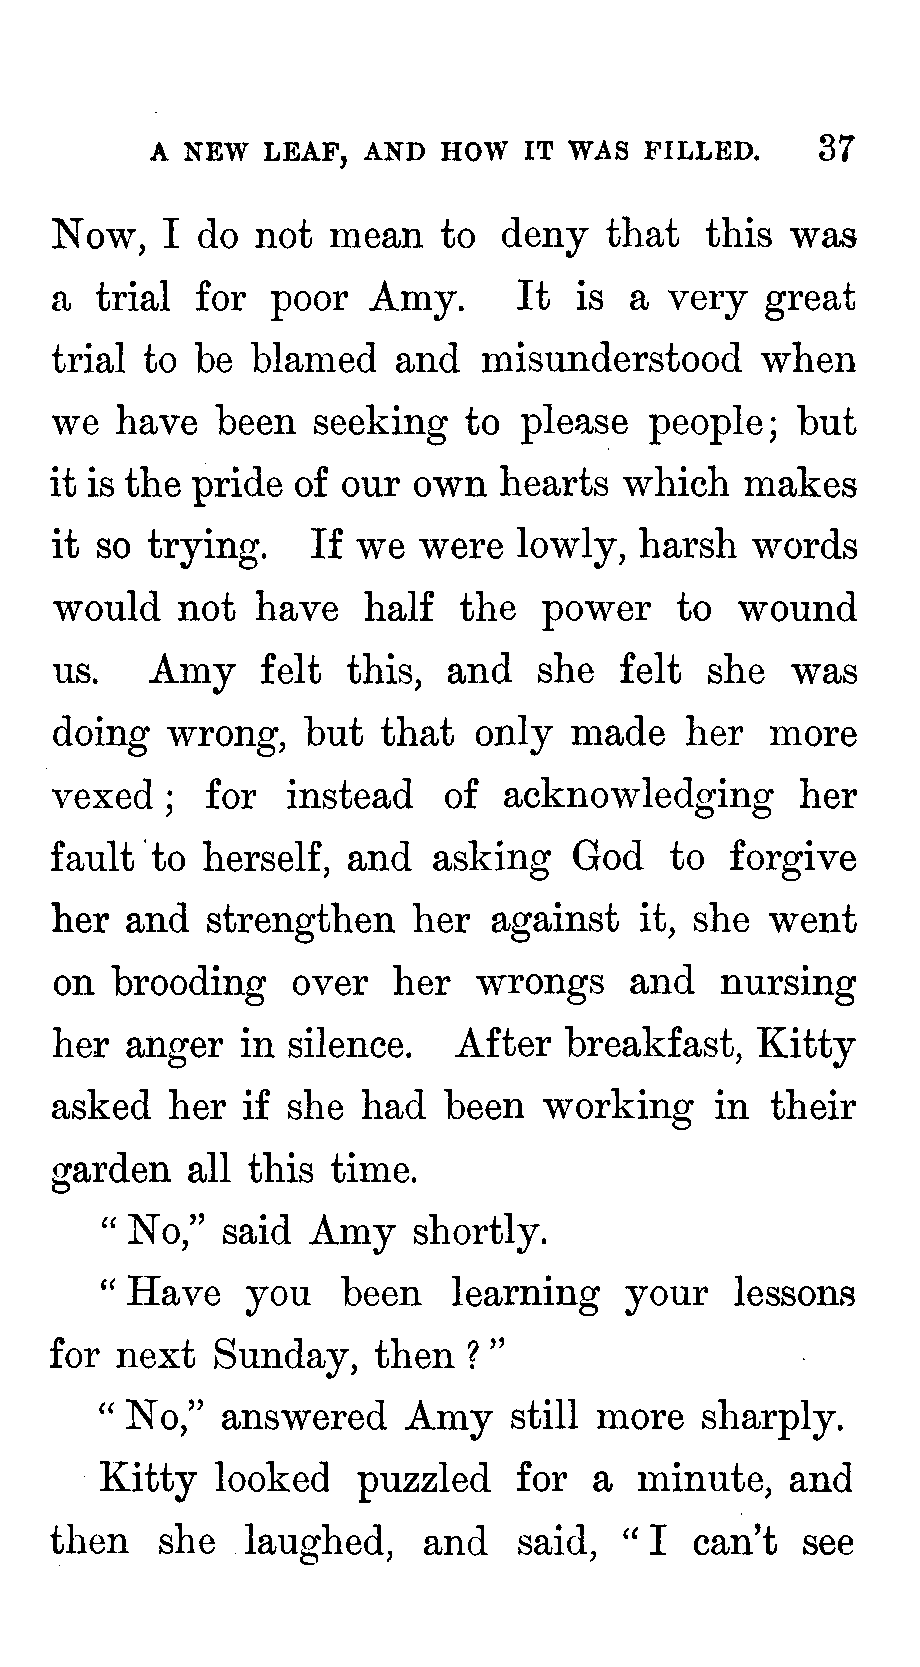 A NEW LEAF, AND HOW IT WAS FILLED. 37
Now, I do not mean to deny that this was
a trial for poor Amy. It is a very great
trial to be blamed and misunderstood when
we have been seeking to please people; but
it is the pride of our own hearts which makes
it so trying. If we were lowly, harsh words
would not have half the power to wound
us. Amy felt this, and she felt she was
doing wrong, but that only made her more
vexed ; for instead of acknowledging her
fault to herself, and asking God to forgive
her and strengthen her against it, she went
on brooding over her wrongs and nursing
her anger in silence. After breakfast, Kitty
asked her if she had been working in their
garden all this time.
“ No,” said Amy shortly.
“ Have you been learning your lessons
for next Sunday, then ? ”
“ No,” answered Amy still more sharply.
Kitty looked puzzled for a minute, and
then she laughed, and said, “ I can’t see